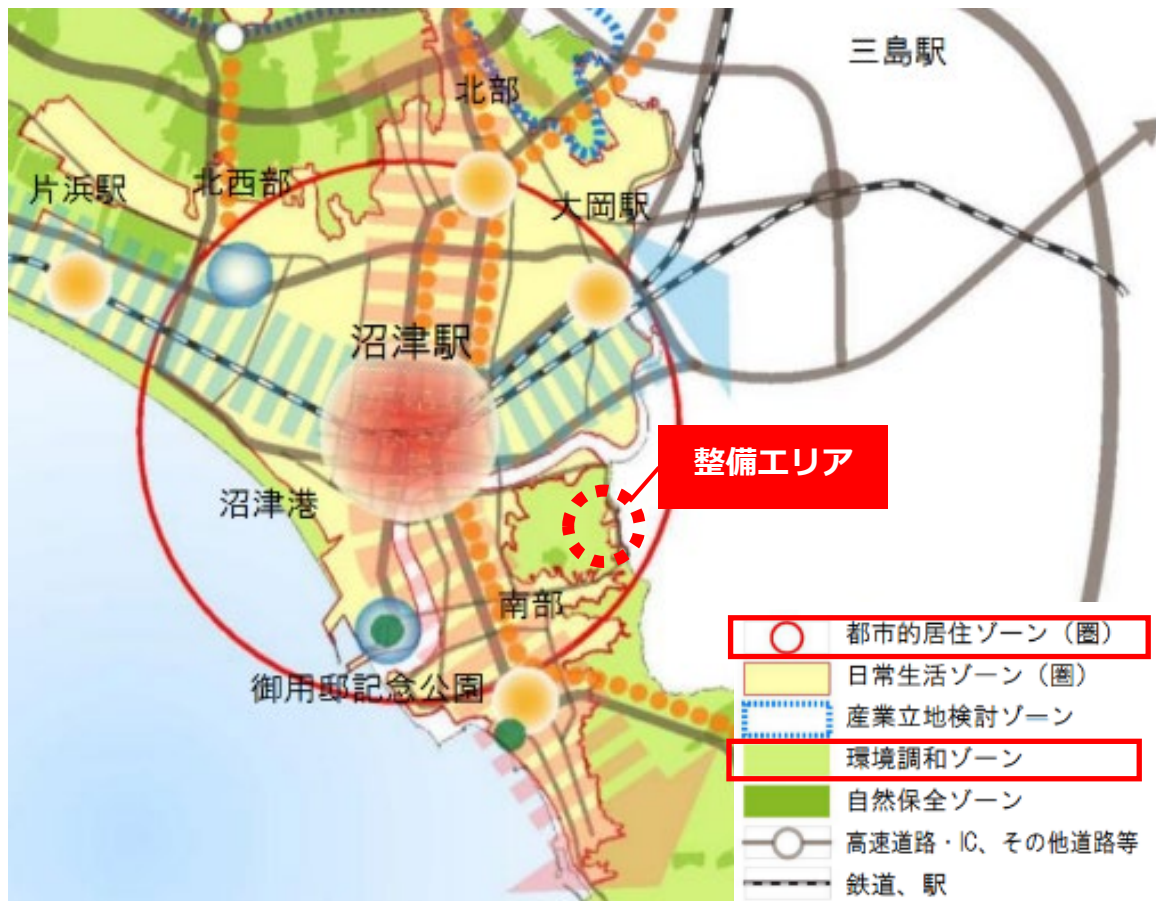 三島駅
北部
片浜駅
北西部
大岡駅
沼津駅
整備エリア
沼津港
南部
御用邸記念公園
都市的居住ゾーン（圏）
日常生活ゾーン（圏）
産業立地検討ゾーン
環境調和ゾーン
自然保全ゾーン
高速道路・IC、その他道路等
鉄道、駅